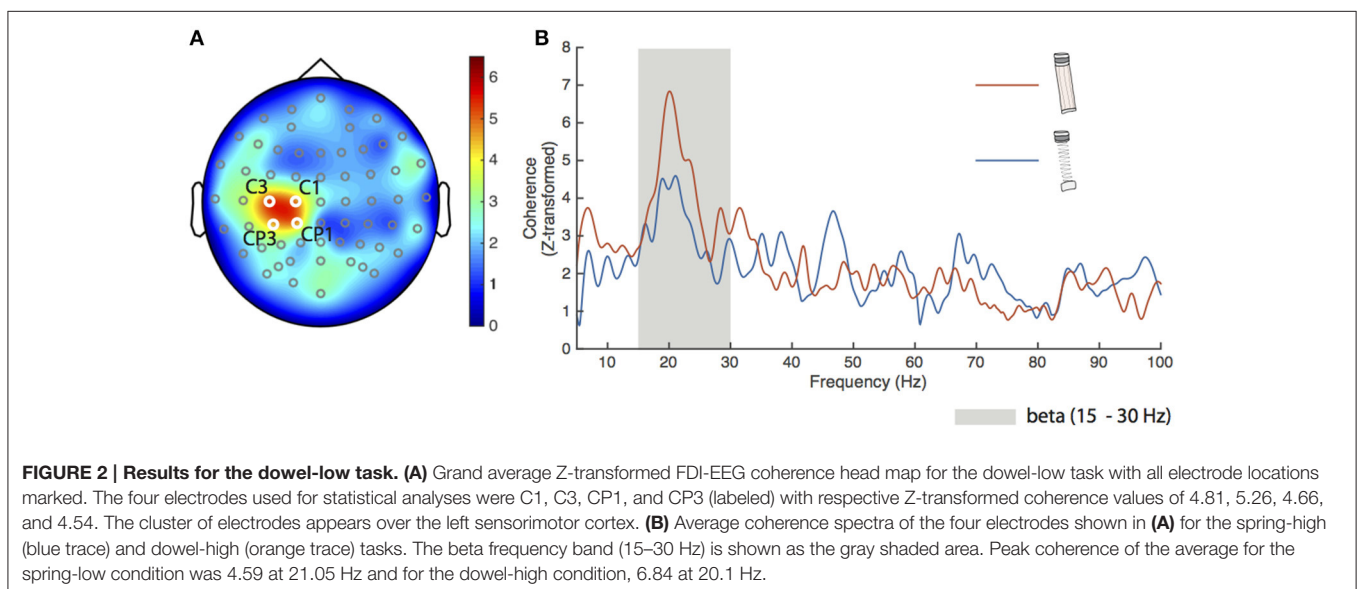 A
B
C3
C1
CP3
CP1
6
5
4
3
2
1
0
8
7
6
5
4
3
2
1
0
Coherence
(Z-transformed)
10 20 30 40 50 60 70 80 90 100
Frequency (Hz)
beta (15 - 30 Hz)
FIGURE 2 | Results for the dowel-low task. (A) Grand average Z-transformed FDI-EEG coherence head map for the dowel-low task with all electrode locations
marked. The four electrodes used for statistical analyses were C1, C3, CP1, and CP3 (labeled) with respective Z-transformed coherence values of 4.81, 5.26, 4.66,
and 4.54. The cluster of electrodes appears over the left sensorimotor cortex. (B) Average coherence spectra of the four electrodes shown in (A) for the spring-high
(blue trace) and dowel-high (orange trace) tasks. The beta frequency band (15–30 Hz) is shown as the gray shaded area. Peak coherence of the average for the
spring-low condition was 4.59 at 21.05 Hz and for the dowel-high condition, 6.84 at 20.1 Hz.